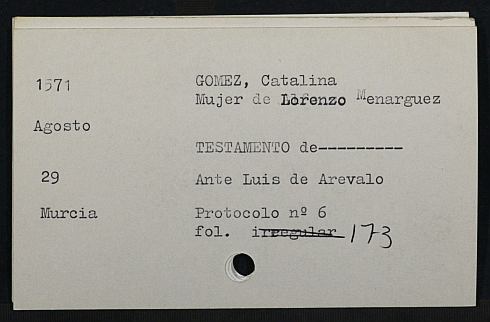 1571
GOMEZ, Catalina
Mujer de Lorenzo Menarguez
Agosto
TESTAMENTO de---------
29
Ante Luis de Arevalo
Murcia
Protocolo nº 6
fol. irregular 173